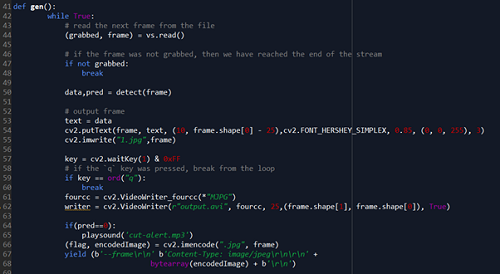 41 def gen():
42 while True:
43 # read the next frame from the file
44 (grabbed, frame) = vs.read()
45
46 # if the frame was not grabbed, then we have reached the end of the stream
47 if not grabbed:
48 break
49
50 data,pred = detect(frame)
51
52 # output frame
53 text = data
54 cv2.putText(frame, text, (10, frame.shape[0] - 25),cv2.FONT_HERSHEY_SIMPLEX, 0.85, (0, 0, 255), 3)
55 cv2.imwrite("1.jpg",frame)
56
57 key = cv2.waitKey(1) & 0xFF
58 # if the `q` key was pressed, break from the loop
59 if key == ord("q"):
60 break
61 fourcc = cv2.VideoWriter_fourcc(*"MJPG")
62 writer = cv2.VideoWriter(r"output.avi", fourcc, 25,(frame.shape[1], frame.shape[0]), True)
63
64 if(pred==0):
65 playsound('cut-alert.mp3')
66 (flag, encodedImage) = cv2.imencode(".jpg", frame)
67 yield (b'--frame\r\n' b'Content-Type: image/jpeg\r\n\r\n' +
68 bytearray(encodedImage) + b'\r\n')